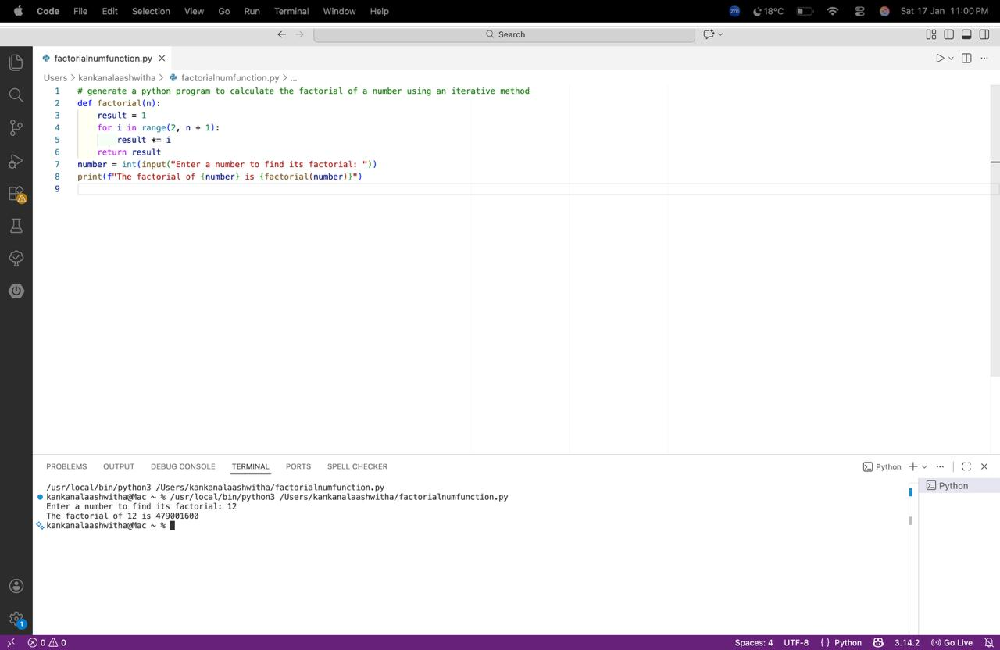 Code File Edit Selection View Go Run Terminal Window Help zm 18°C Sat 17 Jan 11:00 PM
Search
factorialnumfunction.py
Users > kankanalaashwitha > factorialnumfunction.py > ...
1 # generate a python program to calculate the factorial of a number using an iterative method
2 def factorial(n):
3     result = 1
4     for i in range(2, n + 1):
5         result *= i
6     return result
7 number = int(input("Enter a number to find its factorial: "))
8 print(f"The factorial of {number} is {factorial(number)}")
9
PROBLEMS OUTPUT DEBUG CONSOLE TERMINAL PORTS SPELL CHECKER Python
/usr/local/bin/python3 /Users/kankanalaashwitha/factorialnumfunction.py
kankanalaashwitha@Mac ~ % /usr/local/bin/python3 /Users/kankanalaashwitha/factorialnumfunction.py
Enter a number to find its factorial: 12
The factorial of 12 is 479001600
kankanalaashwitha@Mac ~ %
Python
1
0 0 Spaces: 4 UTF-8 { } Python 3.14.2 Go Live